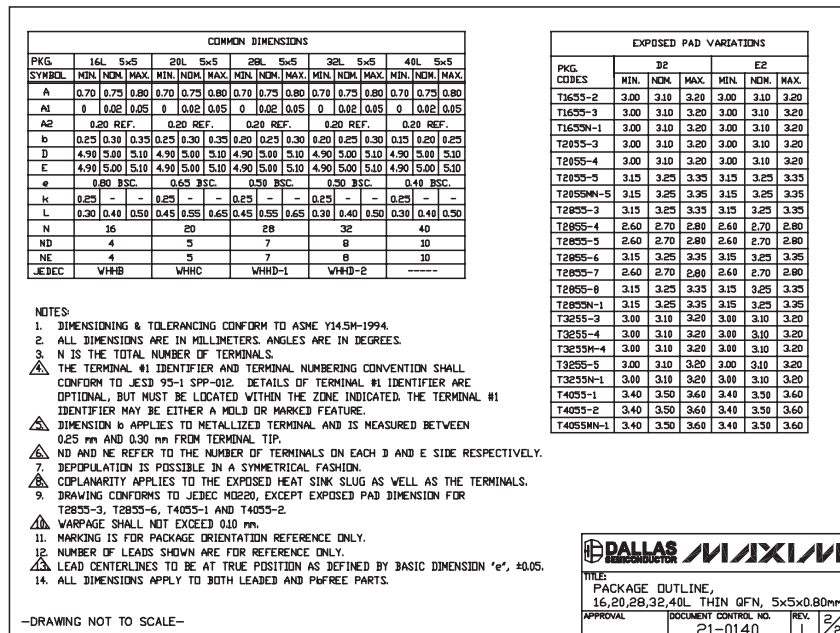 COMMON DIMENSIONS
PKG. 16L 5x5 20L 5x5 28L 5x5 32L 5x5 40L 5x5
SYMBOL MIN. NOM. MAX. MIN. NOM. MAX. MIN. NOM. MAX. MIN. NOM. MAX. MIN. NOM. MAX.
A 0.70 0.75 0.80 0.70 0.75 0.80 0.70 0.75 0.80 0.70 0.75 0.80 0.70 0.75 0.80
A1 0 0.02 0.05 0 0.02 0.05 0 0.02 0.05 0 0.02 0.05 0 0.02 0.05
A2 0.20 REF. 0.20 REF. 0.20 REF. 0.20 REF. 0.20 REF.
b 0.25 0.30 0.35 0.25 0.30 0.35 0.20 0.25 0.30 0.20 0.25 0.30 0.15 0.20 0.25
D 4.90 5.00 5.10 4.90 5.00 5.10 4.90 5.00 5.10 4.90 5.00 5.10 4.90 5.00 5.10
E 4.90 5.00 5.10 4.90 5.00 5.10 4.90 5.00 5.10 4.90 5.00 5.10 4.90 5.00 5.10
e 0.80 BSC. 0.65 BSC. 0.50 BSC. 0.50 BSC. 0.40 BSC.
k 0.25 - - 0.25 - - 0.25 - - 0.25 - - 0.25 - -
L 0.30 0.40 0.50 0.45 0.55 0.65 0.45 0.55 0.65 0.30 0.40 0.50 0.30 0.40 0.50
N 16 20 28 32 40
ND 4 5 7 8 10
NE 4 5 7 8 10
JEDEC WHHB WHHC WHHD-1 WHHD-2 -----
EXPOSED PAD VARIATIONS
PKG. CODES D2 E2
MIN. NOM. MAX. MIN. NOM. MAX.
T1655-2 3.00 3.10 3.20 3.00 3.10 3.20
T1655-3 3.00 3.10 3.20 3.00 3.10 3.20
T1655N-1 3.00 3.10 3.20 3.00 3.10 3.20
T2055-3 3.00 3.10 3.20 3.00 3.10 3.20
T2055-4 3.00 3.10 3.20 3.00 3.10 3.20
T2055-5 3.15 3.25 3.35 3.15 3.25 3.35
T2055MN-5 3.15 3.25 3.35 3.15 3.25 3.35
T2855-3 3.15 3.25 3.35 3.15 3.25 3.35
T2855-4 2.60 2.70 2.80 2.60 2.70 2.80
T2855-5 2.60 2.70 2.80 2.60 2.70 2.80
T2855-6 3.15 3.25 3.35 3.15 3.25 3.35
T2855-7 2.60 2.70 2.80 2.60 2.70 2.80
T2855-8 3.15 3.25 3.35 3.15 3.25 3.35
T2855N-1 3.15 3.25 3.35 3.15 3.25 3.35
T3255-3 3.00 3.10 3.20 3.00 3.10 3.20
T3255-4 3.00 3.10 3.20 3.00 3.10 3.20
T3255M-4 3.00 3.10 3.20 3.00 3.10 3.20
T3255-5 3.00 3.10 3.20 3.00 3.10 3.20
T3255N-1 3.00 3.10 3.20 3.00 3.10 3.20
T4055-1 3.40 3.50 3.60 3.40 3.50 3.60
T4055-2 3.40 3.50 3.60 3.40 3.50 3.60
T4055MN-1 3.40 3.50 3.60 3.40 3.50 3.60
NOTES:
1. DIMENSIONING & TOLERANCING CONFORM TO ASME Y14.5M-1994.
2. ALL DIMENSIONS ARE IN MILLIMETERS. ANGLES ARE IN DEGREES.
3. N IS THE TOTAL NUMBER OF TERMINALS.
4. THE TERMINAL #1 IDENTIFIER AND TERMINAL NUMBERING CONVENTION SHALL
CONFORM TO JESD 95-1 SPP-012. DETAILS OF TERMINAL #1 IDENTIFIER ARE
OPTIONAL, BUT MUST BE LOCATED WITHIN THE ZONE INDICATED. THE TERMINAL #1
IDENTIFIER MAY BE EITHER A MOLD OR MARKED FEATURE.
5. DIMENSION b APPLIES TO METALLIZED TERMINAL AND IS MEASURED BETWEEN
0.25 mm AND 0.30 mm FROM TERMINAL TIP.
6. ND AND NE REFER TO THE NUMBER OF TERMINALS ON EACH D AND E SIDE RESPECTIVELY.
7. DEPOPULATION IS POSSIBLE IN A SYMMETRICAL FASHION.
8. COPLANARITY APPLIES TO THE EXPOSED HEAT SINK SLUG AS WELL AS THE TERMINALS.
9. DRAWING CONFORMS TO JEDEC MO220, EXCEPT EXPOSED PAD DIMENSION FOR
T2855-3, T2855-6, T4055-1 AND T4055-2.
10. WARPAGE SHALL NOT EXCEED 0.10 mm.
11. MARKING IS FOR PACKAGE ORIENTATION REFERENCE ONLY.
12. NUMBER OF LEADS SHOWN ARE FOR REFERENCE ONLY.
13. LEAD CENTERLINES TO BE AT TRUE POSITION AS DEFINED BY BASIC DIMENSION "e", ±0.05.
14. ALL DIMENSIONS APPLY TO BOTH LEADED AND PbFREE PARTS.
-DRAWING NOT TO SCALE-
DALLAS SEMICONDUCTOR MAXIM
TITLE:
PACKAGE OUTLINE,
16,20,28,32,40L THIN QFN, 5x5x0.80mm
APPROVAL DOCUMENT CONTROL NO. REV.
21-0140 2/2